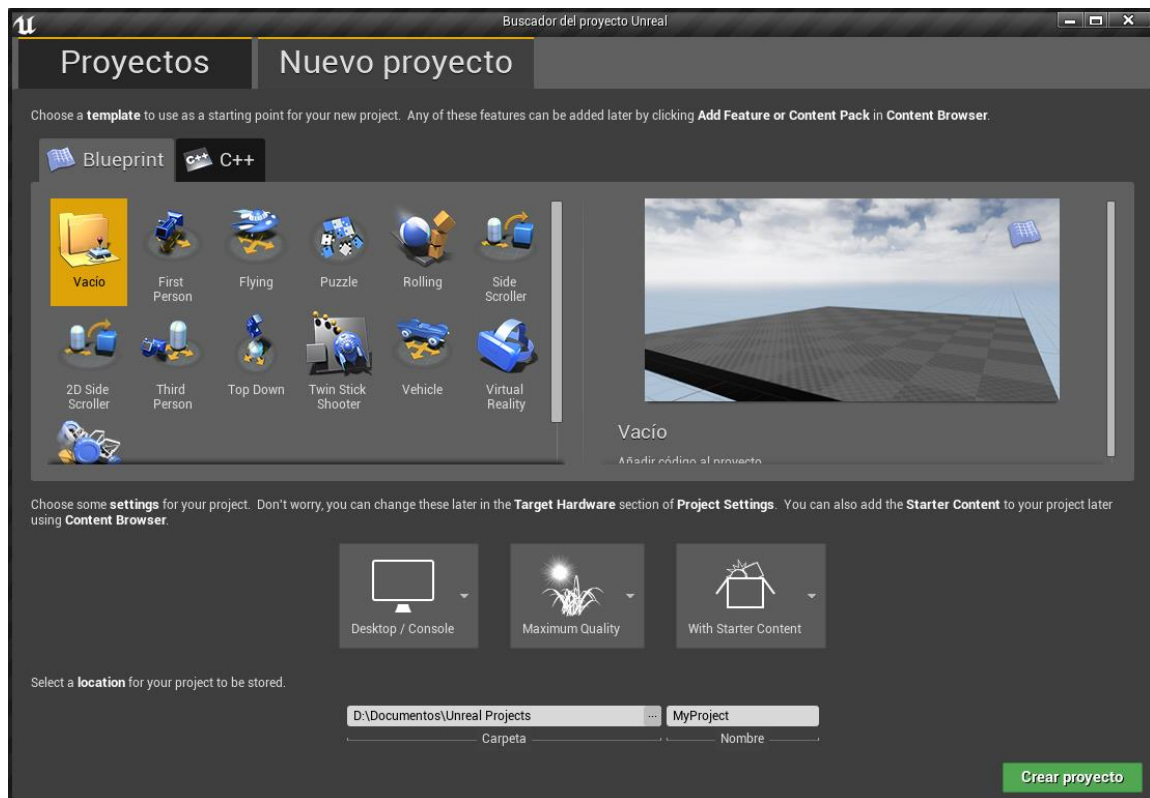 Buscador del proyecto Unreal
Proyectos
Nuevo proyecto
Choose a template to use as a starting point for your new project. Any of these features can be added later by clicking Add Feature or Content Pack in Content Browser.
Blueprint
C++
C++
Vacío
First
Person
Flying
Puzzle
Rolling
Side
Scroller
2D Side
Scroller
Third
Person
Top Down
Twin Stick
Shooter
Vehicle
Virtual
Reality
Vacío
Añadir código al proyecto
Choose some settings for your project. Don't worry, you can change these later in the Target Hardware section of Project Settings. You can also add the Starter Content to your project later
using Content Browser.
Desktop / Console
Maximum Quality
With Starter Content
Select a location for your project to be stored.
D:\Documentos\Unreal Projects
...
MyProject
Carpeta
Nombre
Crear proyecto